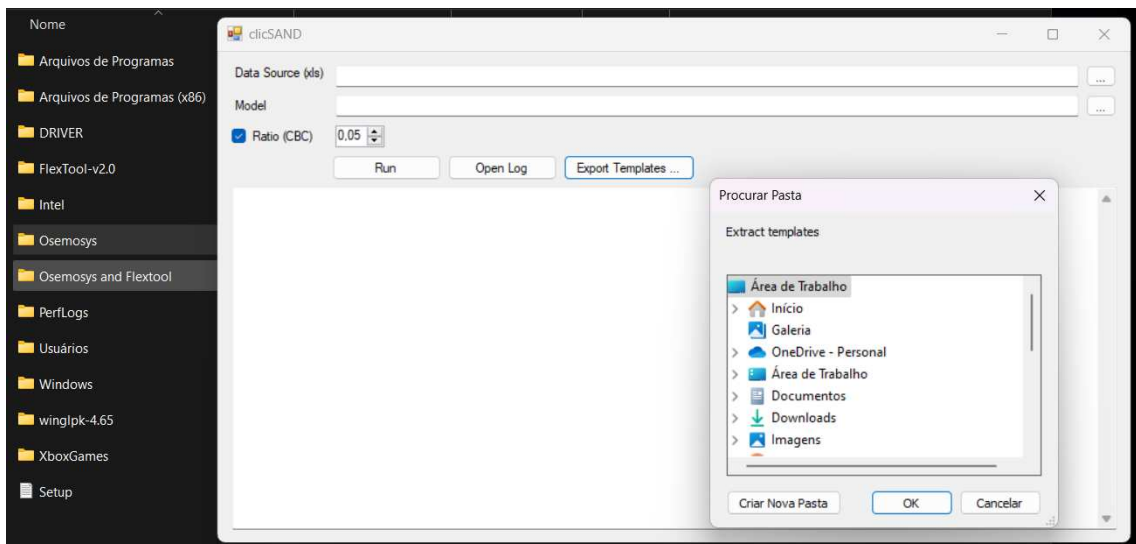 Nome
Arquivos de Programas
Arquivos de Programas (x86)
DRIVER
FlexTool-v2.0
Intel
Osemosys
Osemosys and Flextool
PerfLogs
Usuários
Windows
winglpk-4.65
XboxGames
Setup
clicSAND
Data Source (xls)
...
Model
...
Ratio (CBC) 0,05
Run Open Log Export Templates ...
Procurar Pasta
Extract templates
Área de Trabalho
Início
Galeria
OneDrive - Personal
Área de Trabalho
Documentos
Downloads
Imagens
Criar Nova Pasta OK Cancelar